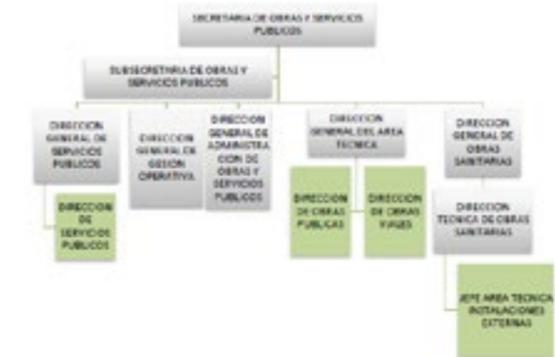 SECRETARIA DE OBRAS Y SERVICIOS
PUBLICOS
SUBSECRETARIA DE OBRAS Y
SERVICIOS PUBLICOS
DIRECCION
GENERAL DE
SERVICIOS
PUBLICOS
DIRECCION
GENERAL DE
GESION
OPERATIVA
DIRECCION
GENERAL DE
ADMINISTRA
CION DE
OBRAS Y
SERVICIOS
PUBLICOS
DIRECCION
GENERAL DEL AREA
TECNICA
DIRECCION
GENERAL DE
OBRAS
SANITARIAS
DIRECCION
DE
SERVICIOS
PUBLICOS
DIRECCION
DE OBRAS
PUBLICAS
DIRECCION
DE OBRAS
VIALES
DIRECCION
TECNICA DE OBRAS
SANITARIAS
JEFE AREA TECNICA
INSTALACIONES
EXTERNAS